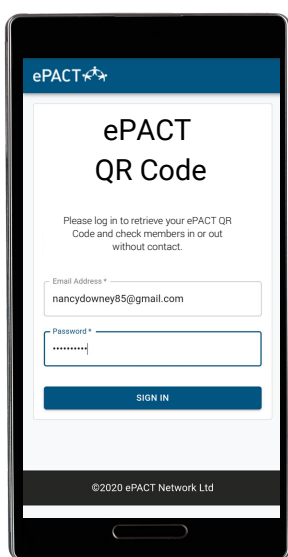 ePACT
ePACT
QR Code
Please log in to retrieve your ePACT QR
Code and check members in or out
without contact.
Email Address *
nancydowney85@gmail.com
Password *
••••••••••
SIGN IN
©2020 ePACT Network Ltd